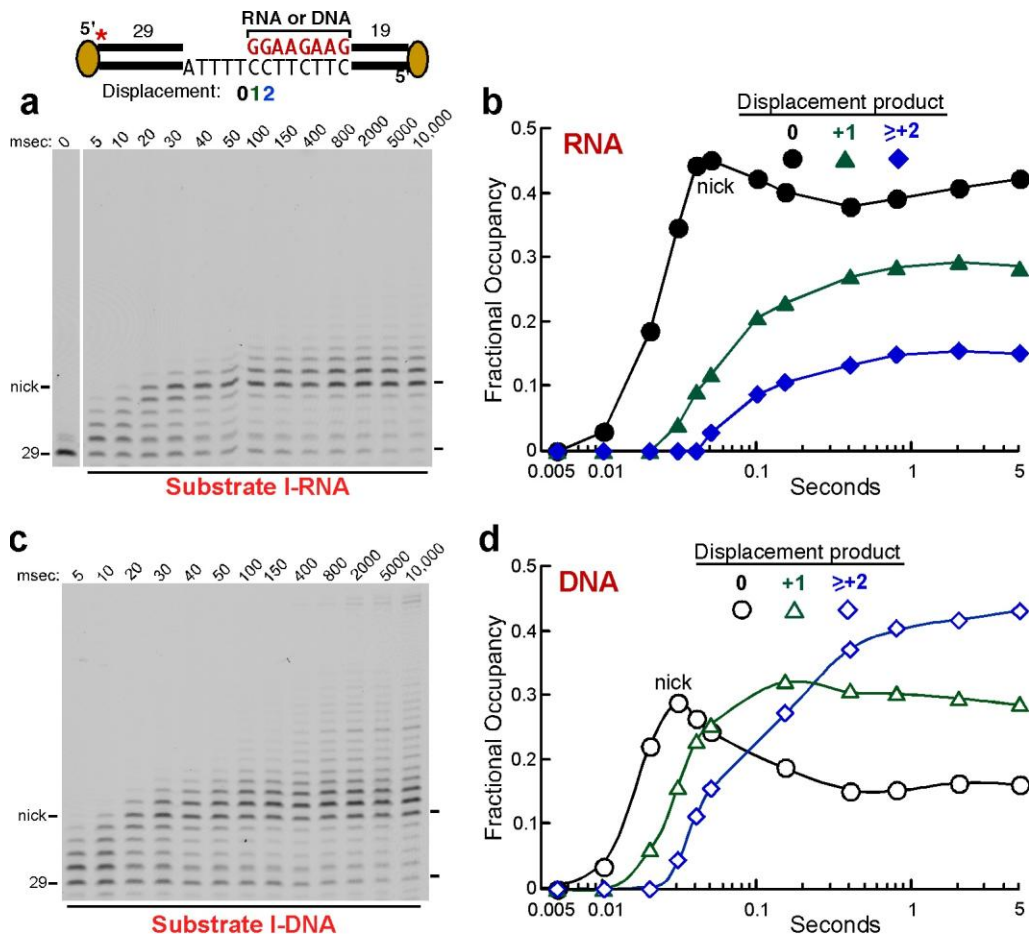 RNA or DNA
5' * 29 GGAAGAAG 19
ATTTTCCTTCTTC 5'
Displacement: 012
a
msec: 0 5 10 20 30 40 50 100 150 400 800 2000 5000 10,000
nick
29
Substrate I-RNA
b
Displacement product
RNA
0 +1 ≥+2
nick
Fractional Occupancy
0.5
0.4
0.3
0.2
0.1
0
0.005 0.01 0.1 1 5
Seconds
c
msec: 5 10 20 30 40 50 100 150 400 800 2000 5000 10,000
nick
29
Substrate I-DNA
d
Displacement product
DNA
0 +1 ≥+2
nick
Fractional Occupancy
0.5
0.4
0.3
0.2
0.1
0
0.005 0.01 0.1 1 5
Seconds